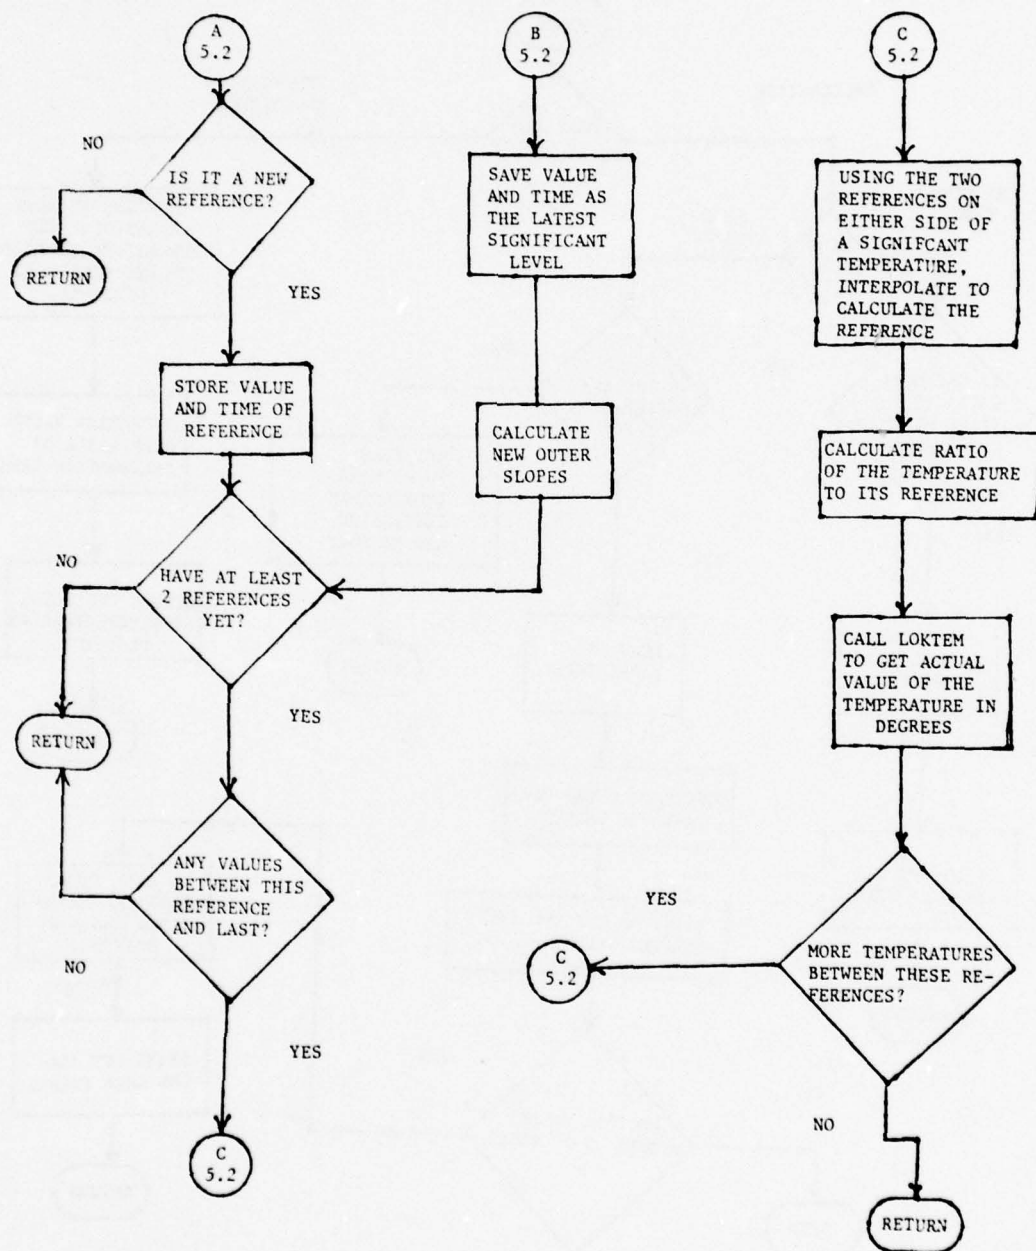 A
5.2
NO
IS IT A NEW
REFERENCE?
RETURN
YES
STORE VALUE
AND TIME OF
REFERENCE
NO
HAVE AT LEAST
2 REFERENCES
YET?
YES
RETURN
ANY VALUES
BETWEEN THIS
REFERENCE
AND LAST?
NO
YES
C
5.2
B
5.2
SAVE VALUE
AND TIME AS
THE LATEST
SIGNIFICANT
LEVEL
CALCULATE
NEW OUTER
SLOPES
C
5.2
USING THE TWO
REFERENCES ON
EITHER SIDE OF
A SIGNIFCANT
TEMPERATURE,
INTERPOLATE TO
CALCULATE THE
REFERENCE
CALCULATE RATIO
OF THE TEMPERATURE
TO ITS REFERENCE
CALL LOKTEM
TO GET ACTUAL
VALUE OF THE
TEMPERATURE IN
DEGREES
YES
C
5.2
MORE TEMPERATURES
BETWEEN THESE RE-
FERENCES?
NO
RETURN